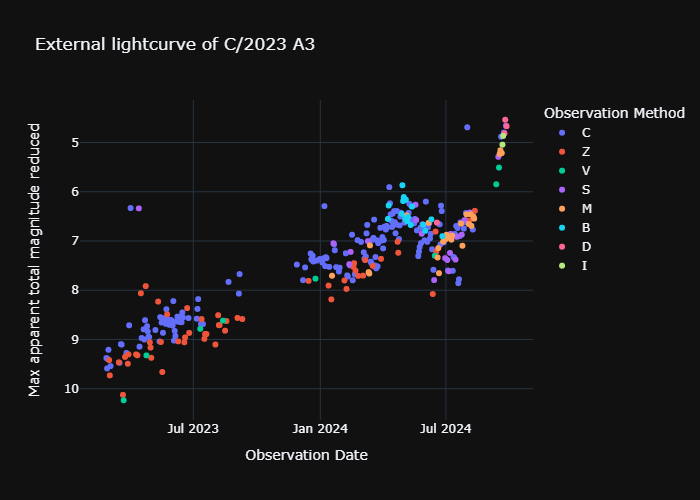 External lightcurve of C/2023 A3
Observation Method
C
Z
V
S
M
B
D
I
Max apparent total magnitude reduced
5
6
7
8
9
10
Jul 2023
Jan 2024
Jul 2024
Observation Date